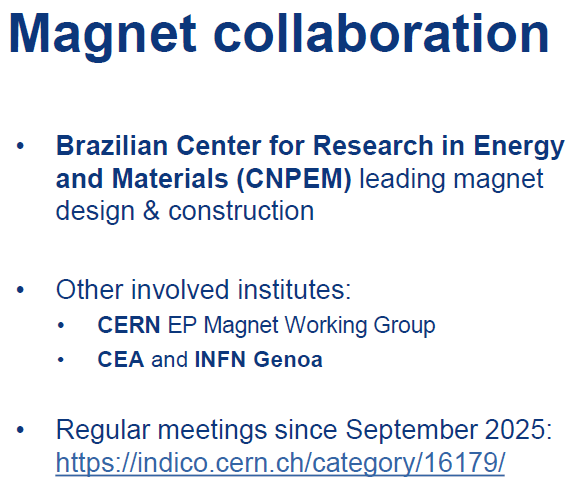 Magnet collaboration
• Brazilian Center for Research in Energy
and Materials (CNPEM) leading magnet
design & construction
• Other involved institutes:
• CERN EP Magnet Working Group
• CEA and INFN Genoa
• Regular meetings since September 2025:
https://indico.cern.ch/category/16179/